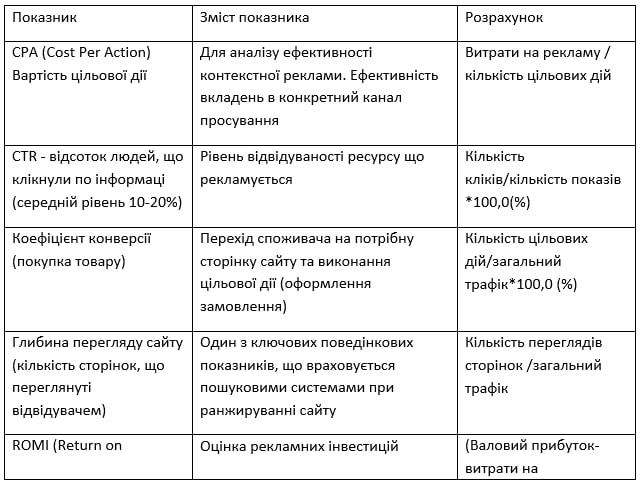 Показник
Зміст показника
Розрахунок
CPA (Cost Per Action)
Вартість цільової дії
Для аналізу ефективності
контекстної реклами. Ефективність
вкладень в конкретний канал
просування
Витрати на рекламу /
кількість цільових дій
CTR - відсоток людей, що
клікнули по інформаці
(середній рівень 10-20%)
Рівень відвідуваності ресурсу що
рекламується
Кількість
кліків/кількість показів
*100,0(%)
Коефіцієнт конверсії
(покупка товару)
Перехід споживача на потрібну
сторінку сайту та виконання
цільової дії (оформлення
замовлення)
Кількість цільових
дій/загальний
трафік*100,0 (%)
Глибина перегляду сайту
(кількість сторінок, що
переглянуті
відвідувачем)
Один з ключових поведінкових
показників, що враховується
пошуковими системами при
ранжируванні сайту
Кількість переглядів
сторінок /загальний
трафік
ROMI (Return on
Оцінка рекламних інвестицій
(Валовий прибуток-
витрати на